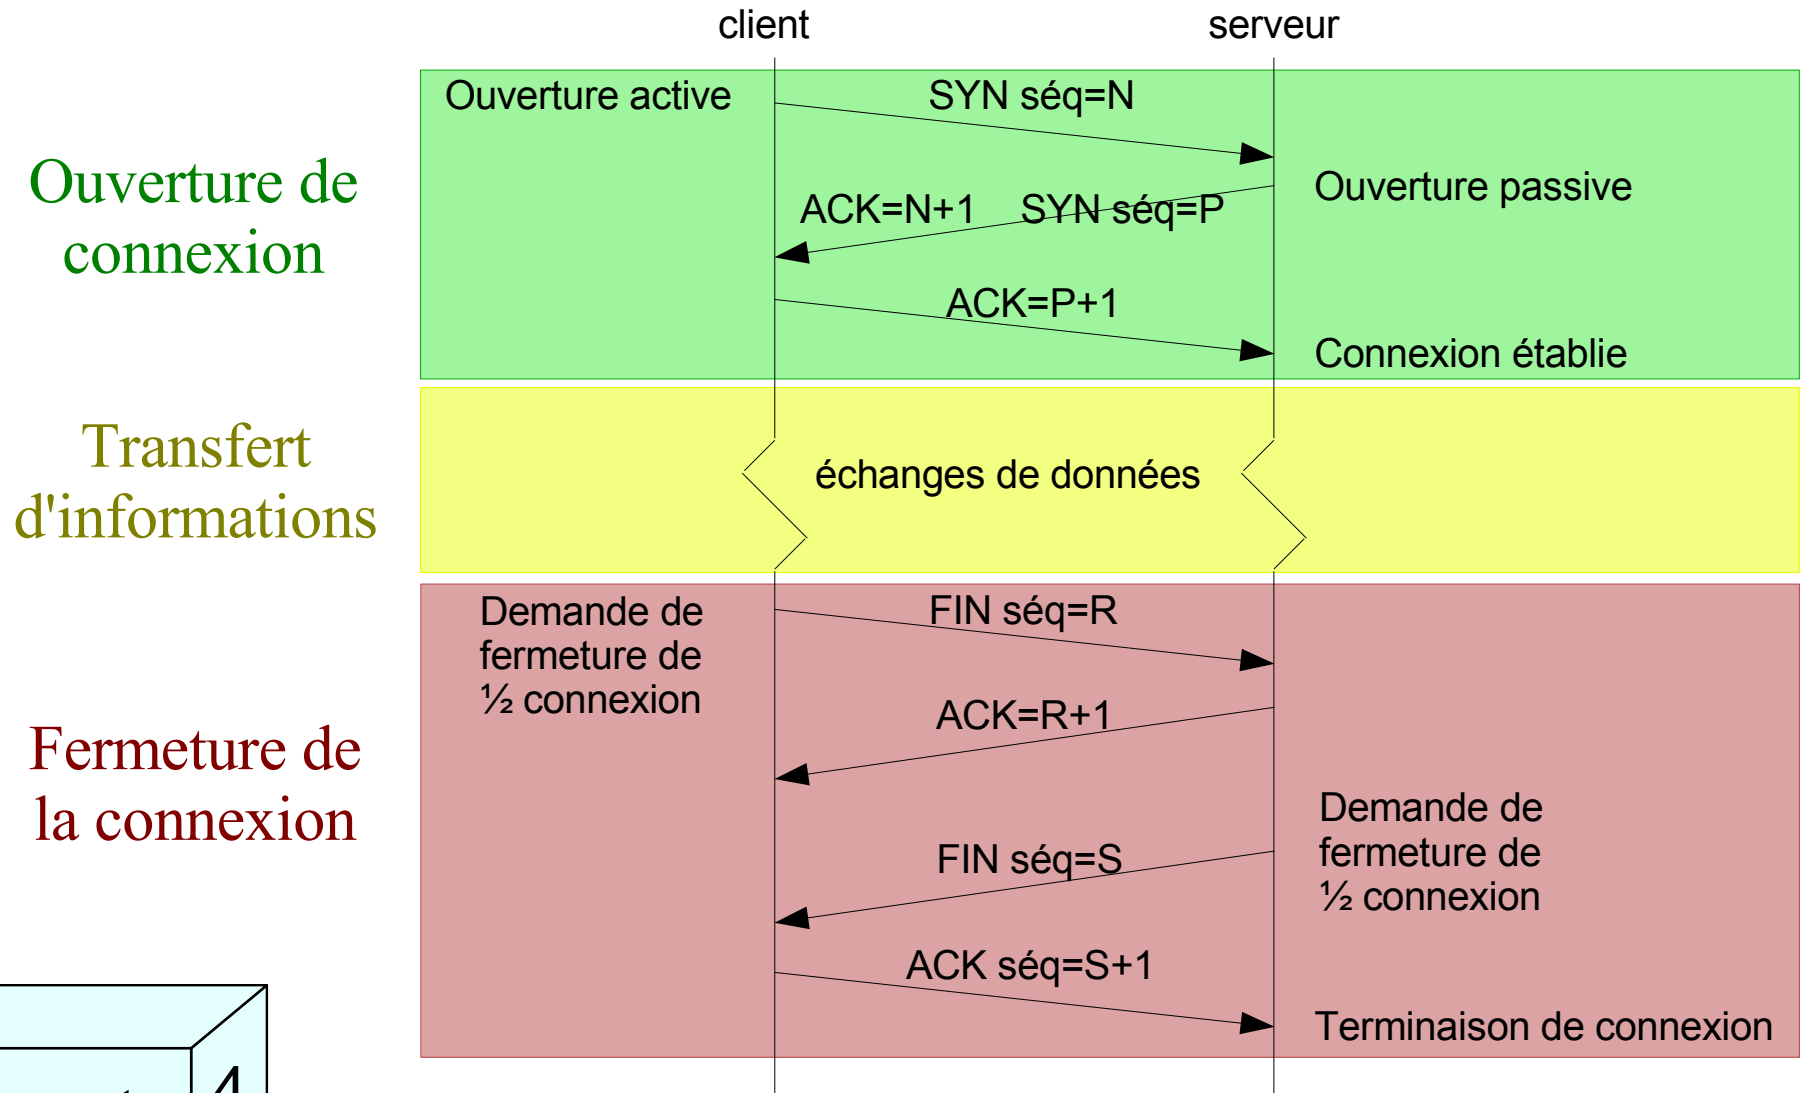 client
serveur
Ouverture de
connexion
Ouverture active
SYN séq=N
Ouverture passive
ACK=N+1
SYN séq=P
ACK=P+1
Connexion établie
Transfert
d'informations
échanges de données
Fermeture de
la connexion
Demande de
fermeture de
½ connexion
FIN séq=R
ACK=R+1
Demande de
fermeture de
½ connexion
FIN séq=S
ACK séq=S+1
Terminaison de connexion
4